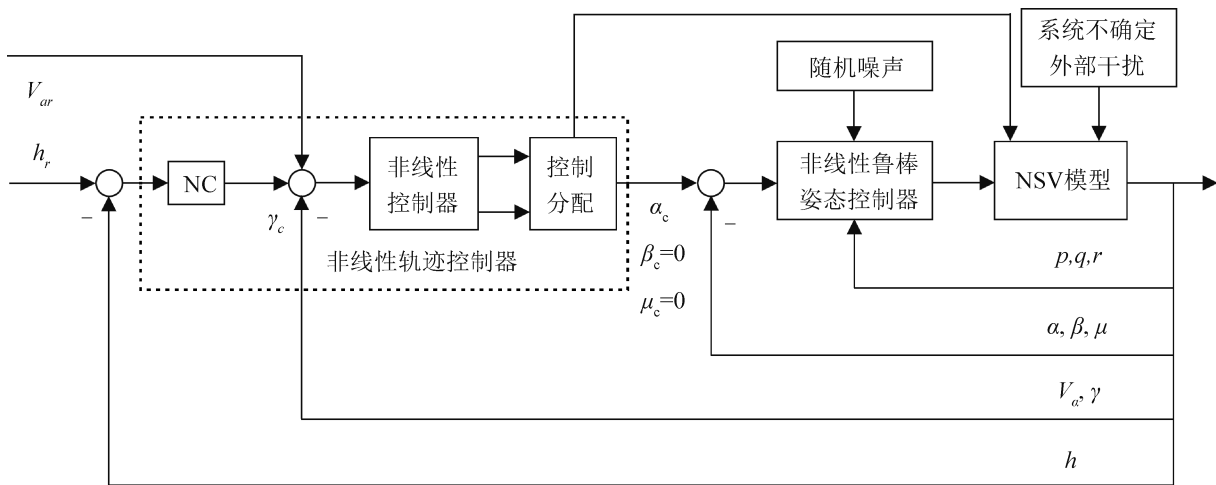 系统不确定
外部干扰
随机噪声
V_{ar}
h_r
NC
非线性
控制器
控制
分配
非线性鲁棒
姿态控制器
NSV模型
−
γ_c
−
α_c
−
非线性轨迹控制器
β_c=0
μ_c=0
p,q,r
α, β, μ
V_α, γ
h